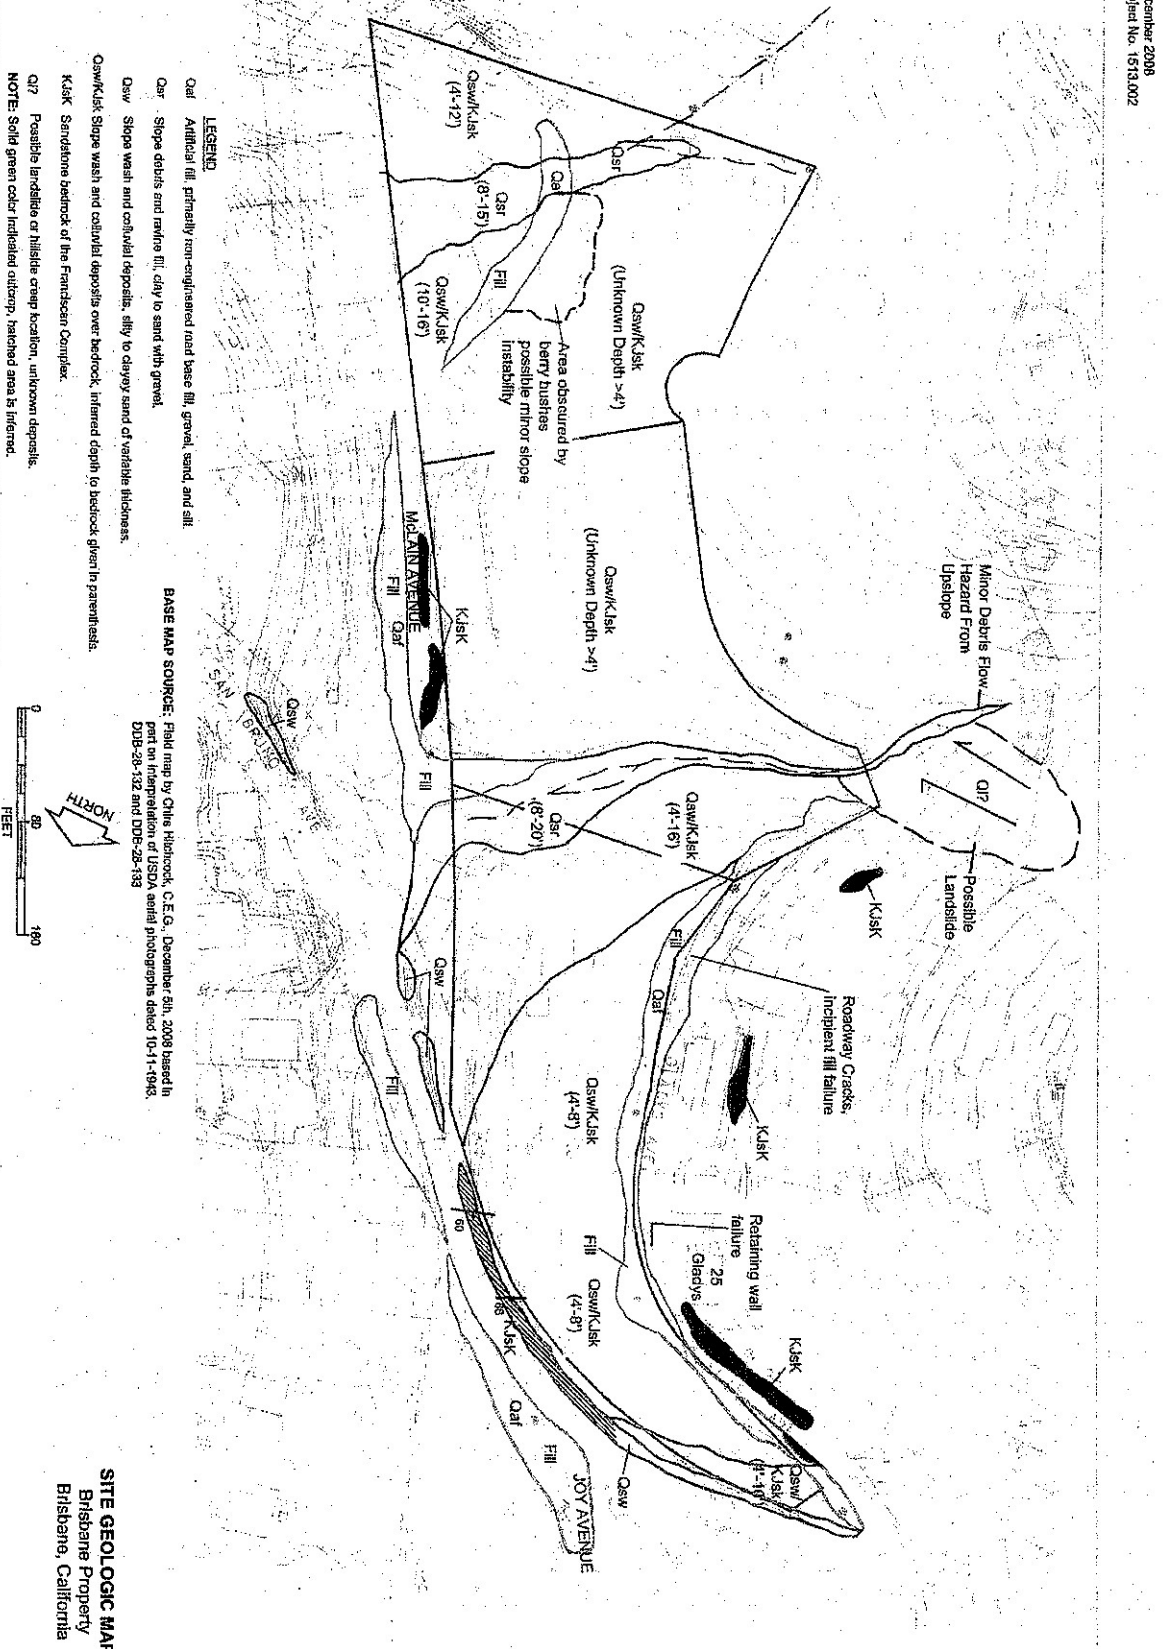 cember 2008
ject No. 1513.002
Minor Debris Flow
Hazard From
Upslope
Ql?
Possible
Landslide
KJsK
Roadway Cracks,
incipient fill failure
KJsK
Retaining wall
failure
25
Gladys
KJsK
Qsw/
KJsk
Qsw/KJsk
(4'-12')
Qsr
Qaf
Qsr
(8'-15')
Fill
Qsw/KJsk
(10'-16')
Qsw/KJsk
(Unknown Depth >4')
Area obscured by
berry bushes
possible minor slope
instability
Qsw/KJsk
(Unknown Depth >4')
Qsw/KJsk
(4'-16')
Qsr
(8'-20')
Fill
Qaf
Qsw/KJsk
(4'-8')
Fill
Qsw/KJsk
(4'-8')
McLAIN AVENUE
Fill
Qaf
KJsK
Fill
Qsw
Fill
60
68
KJsK
Qaf
Fill
Qsw
JOY AVENUE
SAN BRUNO
Qsw
LEGEND
Qaf Artificial fill, primarily non-engineered road base fill, gravel, sand, and silt.
Qsr Slope debris and ravine fill, clay to sand with gravel.
Qsw Slope wash and colluvial deposits, silty to clayey sand of variable thickness.
Qsw/KJsk Slope wash and colluvial deposits over bedrock, inferred depth to bedrock given in parenthesis.
KJsK Sandstone bedrock of the Franciscan Complex.
Ql? Possible landslide or hillside creep location, unknown deposits.
NOTE: Solid green color indicated outcrop, hatched area is inferred.
BASE MAP SOURCE: Field map by Chris Hitchcock, C.E.G., December 5th, 2008 based in
part on interpretation of USDA aerial photographs dated 10-11-1943.
DDB-28-132 and DDB-28-133
NORTH
0 80 160
FEET
SITE GEOLOGIC MAP
Brisbane Property
Brisbane, California